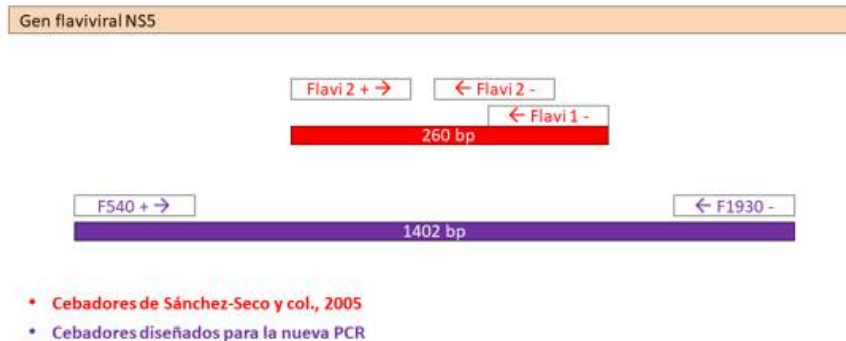 Gen flaviviral NS5
Flavi 2 + → ← Flavi 2 -
← Flavi 1 -
260 bp
F540 + → ← F1930 -
1402 bp
• Cebadores de Sánchez-Seco y col., 2005
• Cebadores diseñados para la nueva PCR